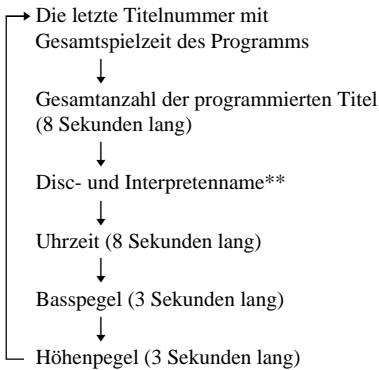 Die letzte Titelnummer mit
Gesamtspielzeit des Programms
Gesamtanzahl der programmierten Titel
(8 Sekunden lang)
Disc- und Interpretenname**
Uhrzeit (8 Sekunden lang)
Basspegel (3 Sekunden lang)
Höhenpegel (3 Sekunden lang)